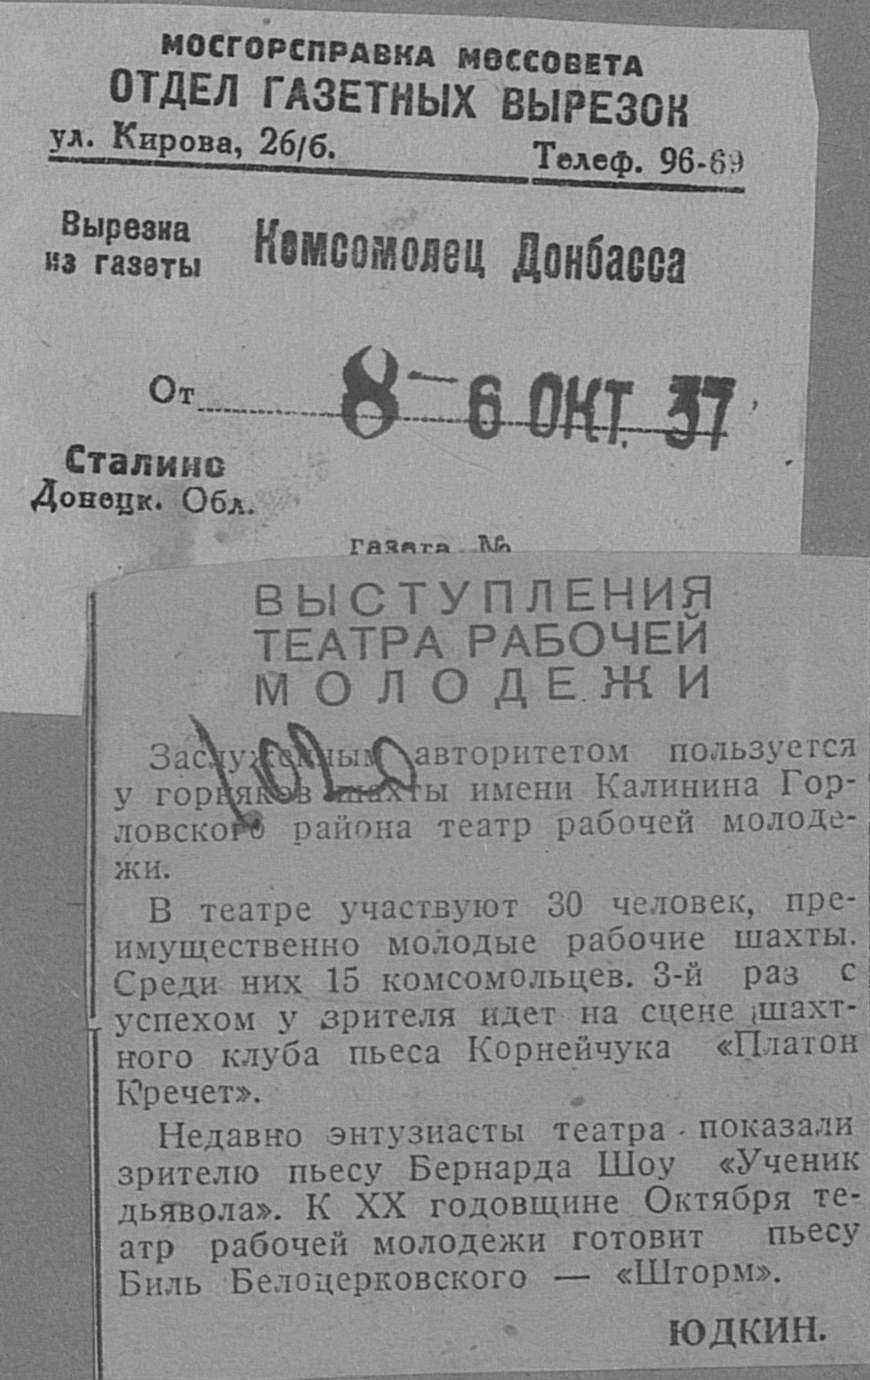 МОСГОРСПРАВКА МОССОВЕТА
ОТДЕЛ ГАЗЕТНЫХ ВЫРЕЗОК
ул. Кирова, 26/б. Телеф. 96-69
Вырезка
из газеты Комсомолец Донбасса
От 8 - 6 ОКТ. 37
Сталино
Донецк. Обл.
газета №
ВЫСТУПЛЕНИЯ
ТЕАТРА РАБОЧЕЙ
МОЛОДЕЖИ
Заслуженным авторитетом пользуется
у горняков шахты имени Калинина Гор-
ловского района театр рабочей молоде-
жи.
В театре участвуют 30 человек, пре-
имущественно молодые рабочие шахты.
Среди них 15 комсомольцев. 3-й раз с
успехом у зрителя идет на сцене шахт-
ного клуба пьеса Корнейчука «Платон
Кречет».
Недавно энтузиасты театра показали
зрителю пьесу Бернарда Шоу «Ученик
дьявола». К XX годовщине Октября те-
атр рабочей молодежи готовит пьесу
Биль Белоцерковского — «Шторм».
ЮДКИН.